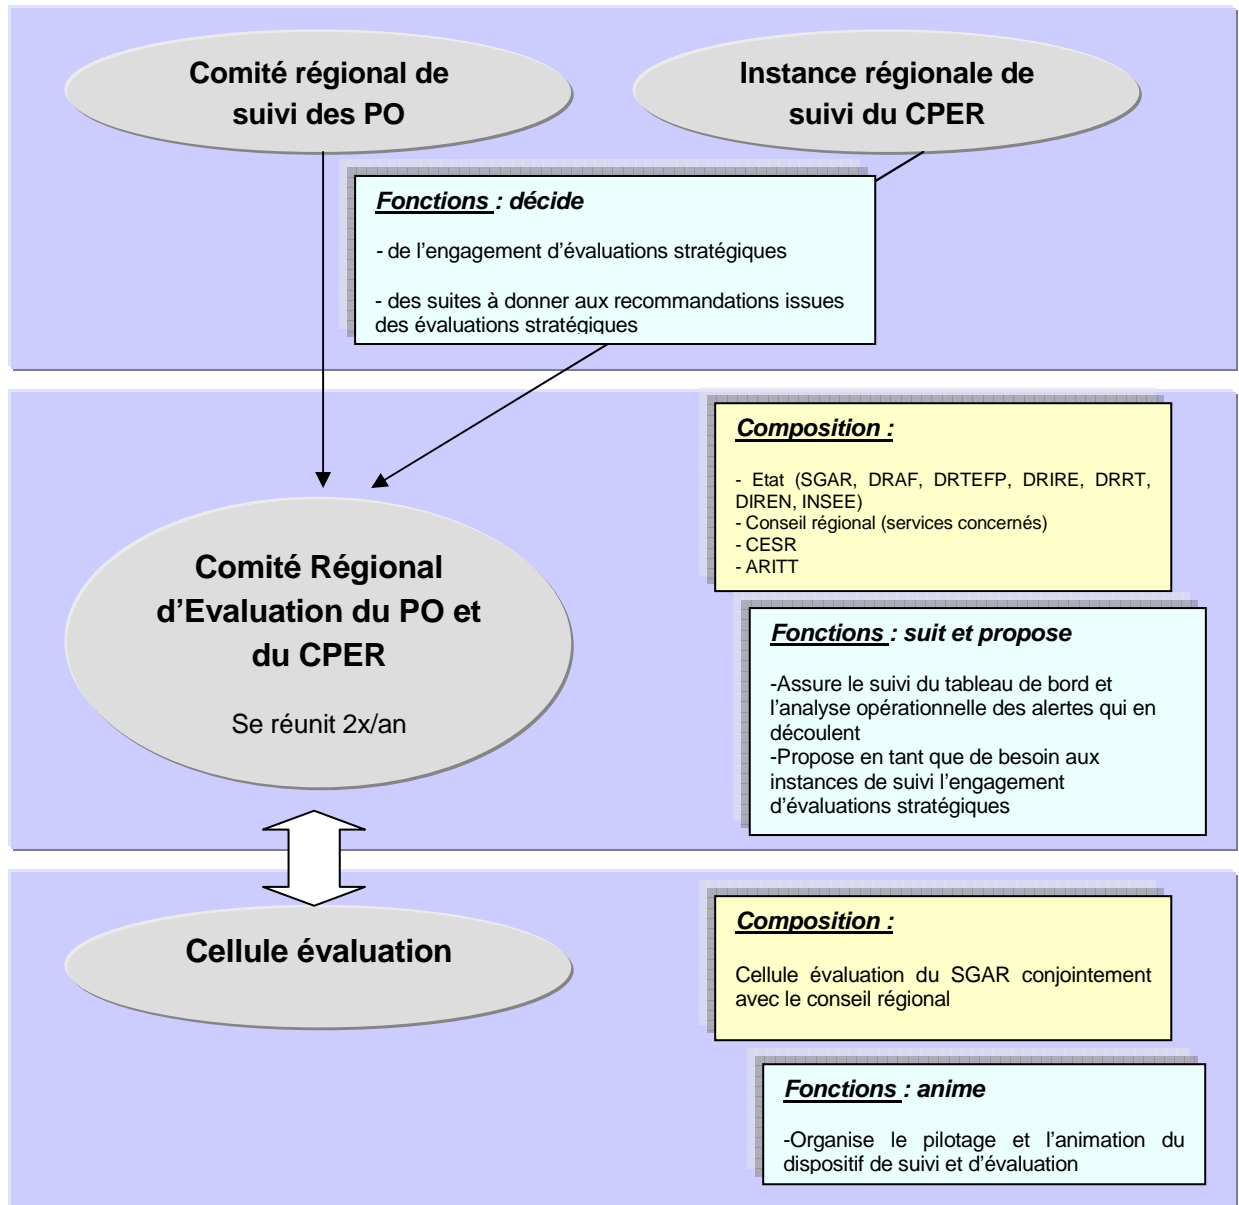 Comité régional de
suivi des PO
Instance régionale de
suivi du CPER
Fonctions : décide
- de l’engagement d’évaluations stratégiques
- des suites à donner aux recommandations issues
des évaluations stratégiques
Comité Régional
d’Evaluation du PO et
du CPER
Se réunit 2x/an
Composition :
- Etat (SGAR, DRAF, DRTEFP, DRIRE, DRRT,
DIREN, INSEE)
- Conseil régional (services concernés)
- CESR
- ARITT
Fonctions : suit et propose
-Assure le suivi du tableau de bord et
l’analyse opérationnelle des alertes qui en
découlent
-Propose en tant que de besoin aux
instances de suivi l’engagement
d’évaluations stratégiques
Cellule évaluation
Composition :
Cellule évaluation du SGAR conjointement
avec le conseil régional
Fonctions : anime
-Organise le pilotage et l’animation du
dispositif de suivi et d’évaluation